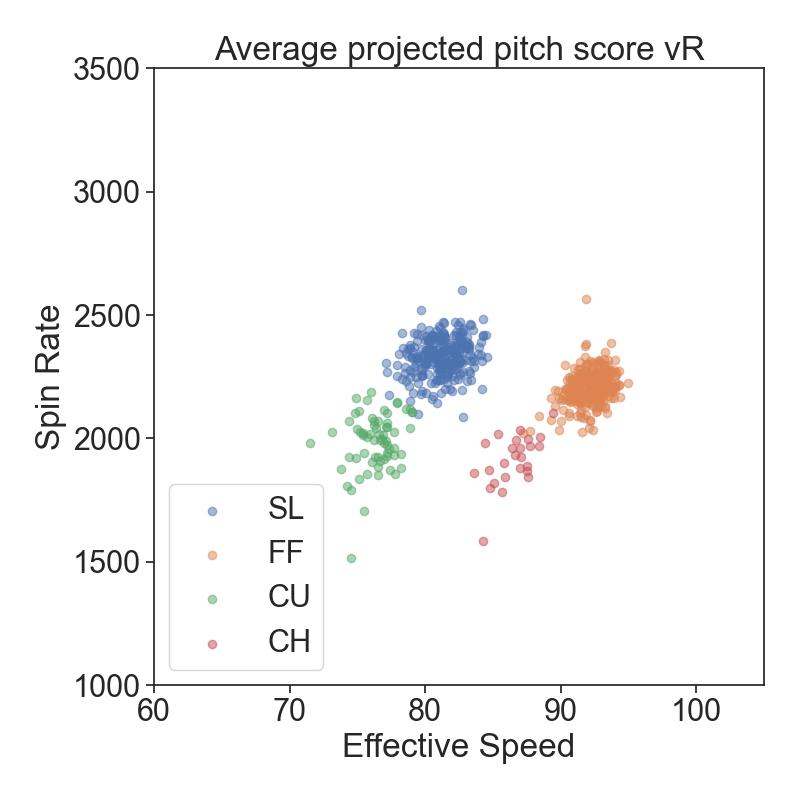 Average projected pitch score vR
3500
3000
2500
2000
1500
1000
Spin Rate
SL
FF
CU
CH
60 70 80 90 100
Effective Speed